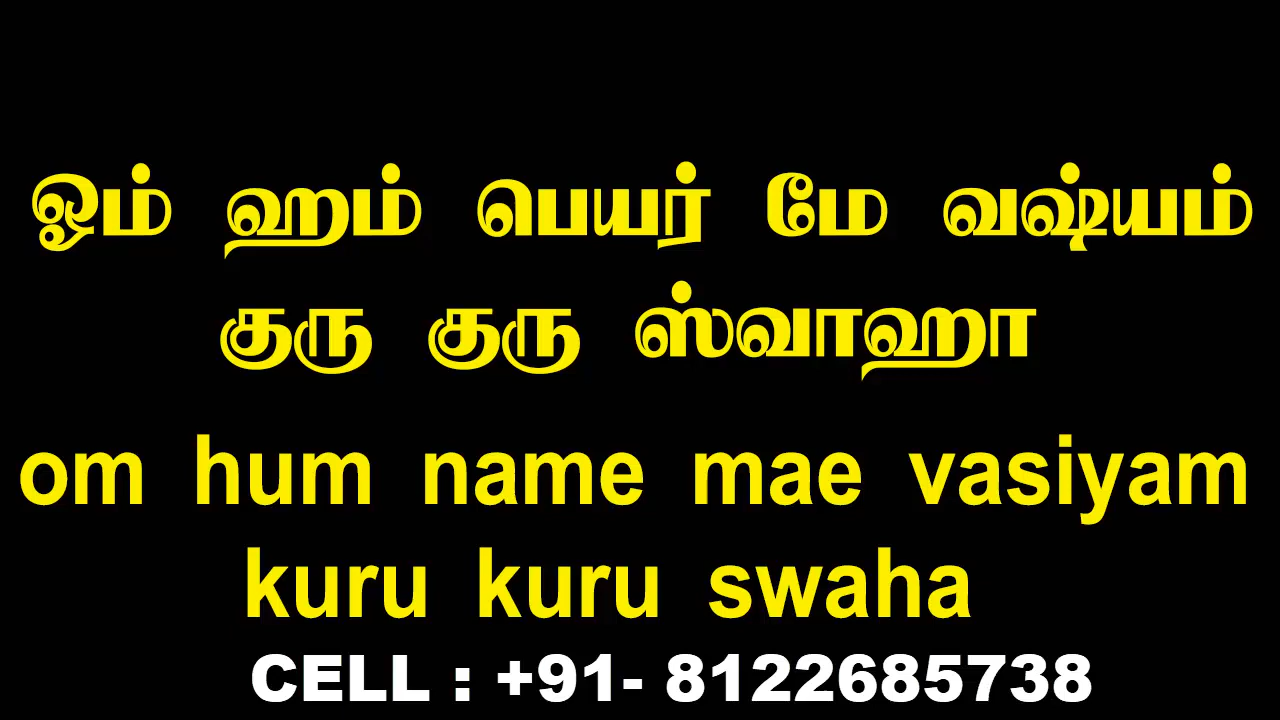 ஓம் ஹம் பெயர் மே வஷ்யம்
குரு குரு ஸ்வாஹா
om hum name mae vasiyam
kuru kuru swaha
CELL : +91- 8122685738